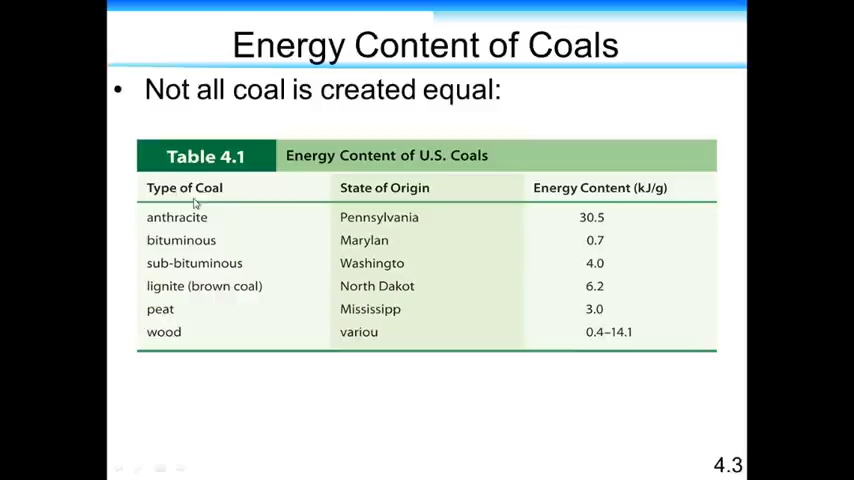 Energy Content of Coals
• Not all coal is created equal:
Table 4.1 Energy Content of U.S. Coals
Type of Coal State of Origin Energy Content (kJ/g)
anthracite Pennsylvania 30.5
bituminous Marylan 0.7
sub-bituminous Washingto 4.0
lignite (brown coal) North Dakot 6.2
peat Mississipp 3.0
wood variou 0.4–14.1
4.3